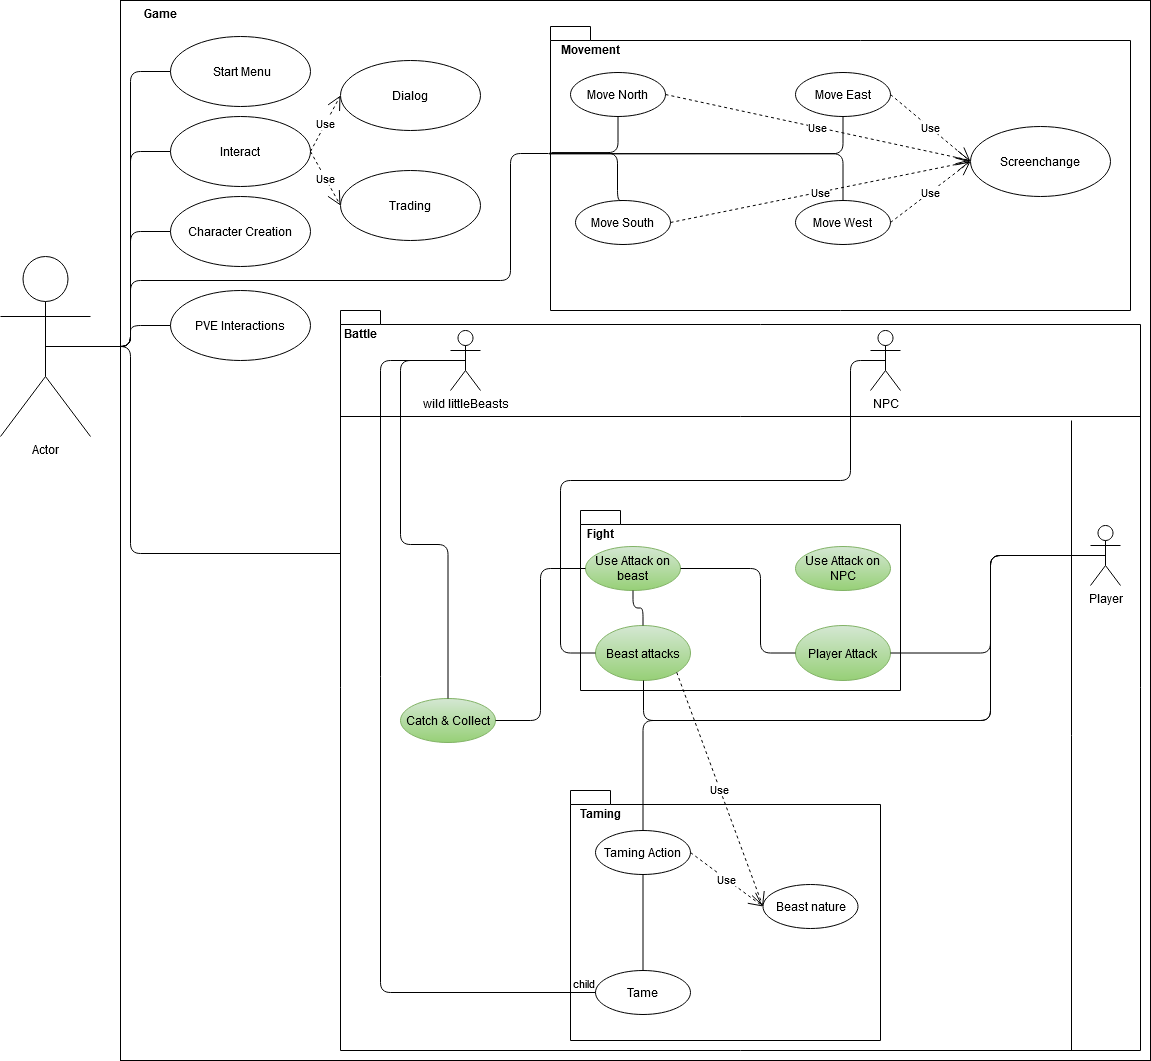 Game
Movement
Start Menu
Dialog
Move North
Move East
Use
Use
Use
Interact
Screenchange
Use
Use
Use
Trading
Move South
Move West
Character Creation
PVE Interactions
Battle
wild littleBeasts
NPC
Actor
Fight
Use Attack on
beast
Use Attack on
NPC
Player
Beast attacks
Player Attack
Catch & Collect
Use
Taming
Taming Action
Use
Beast nature
child
Tame